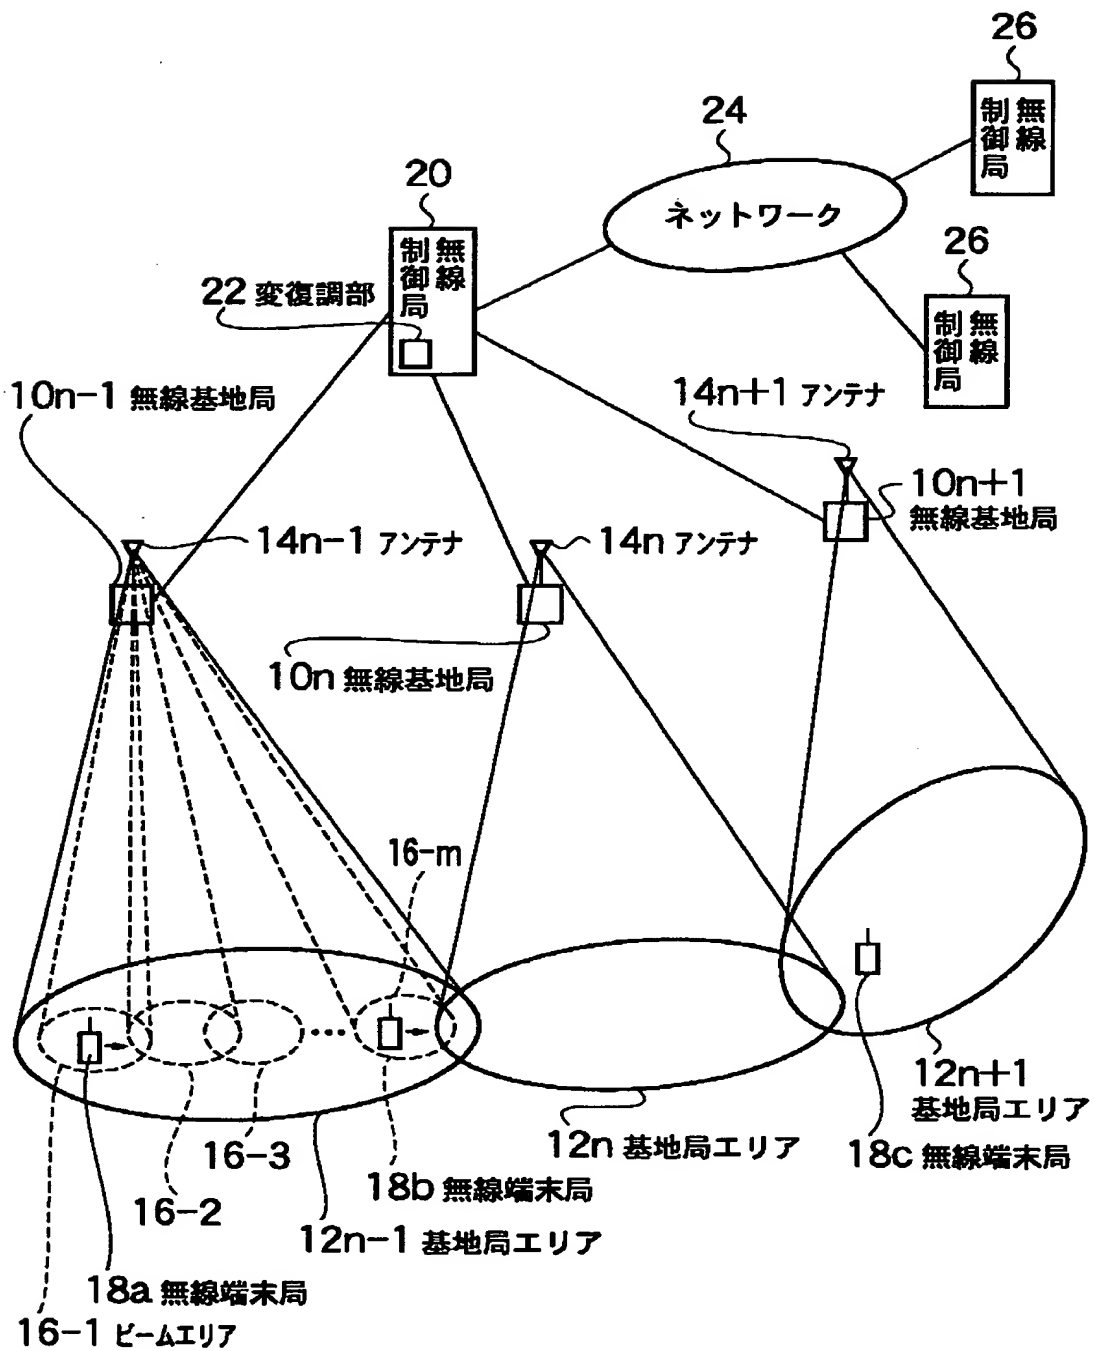 26
無線
制御局
24
ネットワーク
20
無線
制御局
26
無線
制御局
22 変復調部
10n-1 無線基地局
14n+1 アンテナ
10n+1
無線基地局
14n-1 アンテナ
14n アンテナ
10n 無線基地局
16-m
12n+1
基地局エリア
12n 基地局エリア
18c 無線端末局
16-3
18b 無線端末局
16-2
12n-1 基地局エリア
18a 無線端末局
16-1 ビームエリア